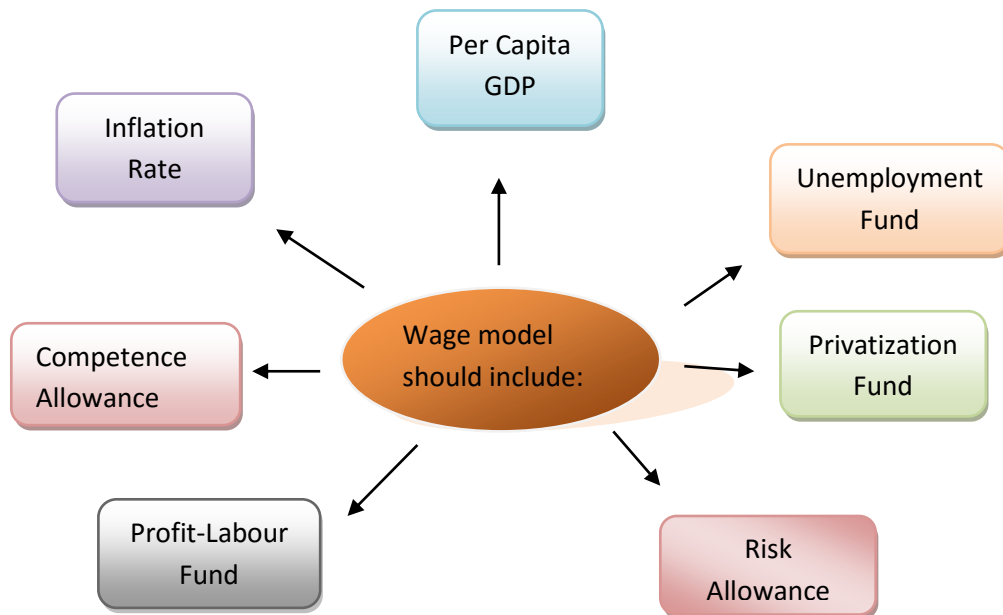 Per Capita
GDP
Inflation
Rate
Unemployment
Fund
Wage model
should include:
Competence
Allowance
Privatization
Fund
Profit-Labour
Fund
Risk
Allowance